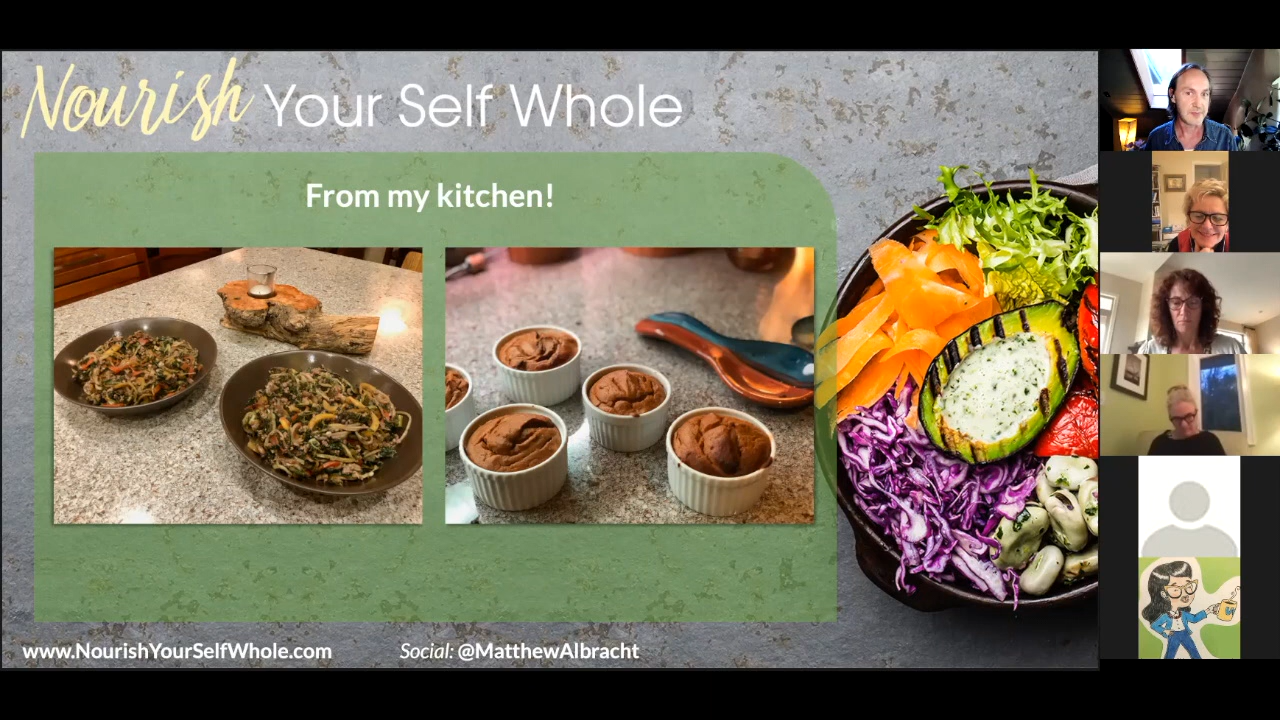 Nourish Your Self Whole
From my kitchen!
www.NourishYourSelfWhole.com
Social: @MatthewAlbracht